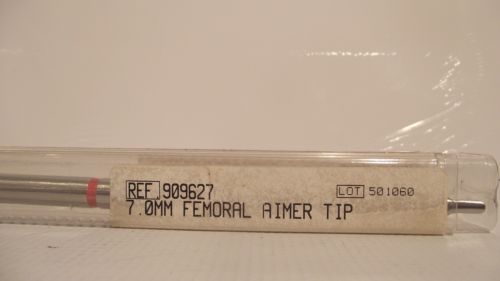 REF 909627 LOT 501060
7.0MM FEMORAL AIMER TIP